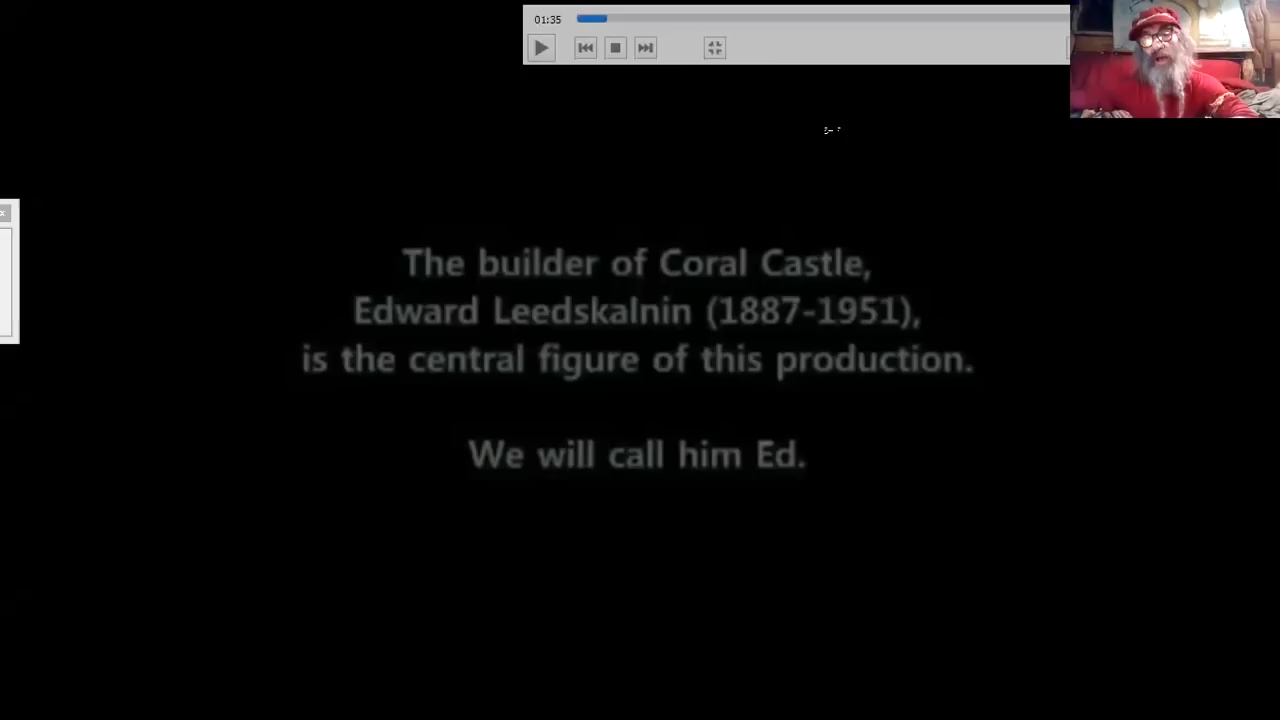 01:35
The builder of Coral Castle,
Edward Leedskalnin (1887-1951),
is the central figure of this production.
We will call him Ed.